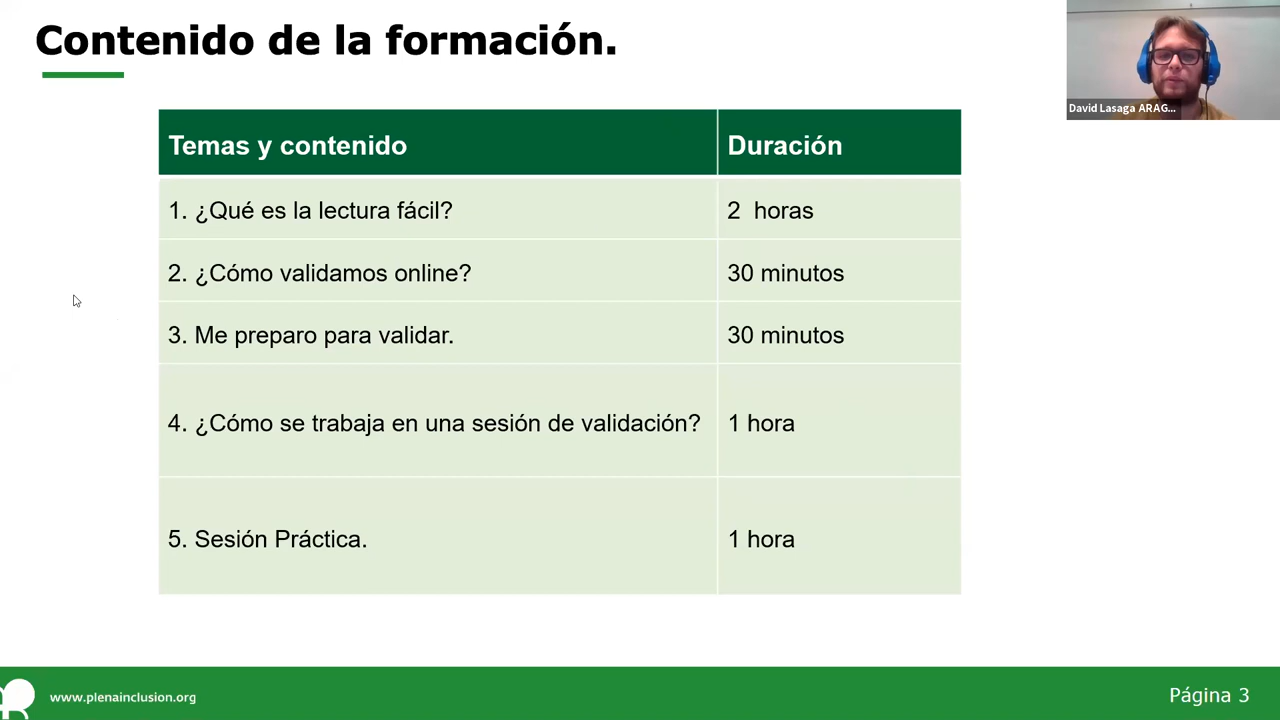 Contenido de la formación.
David Lasaga ARAG...
Temas y contenido
Duración
1. ¿Qué es la lectura fácil?
2 horas
2. ¿Cómo validamos online?
30 minutos
3. Me preparo para validar.
30 minutos
4. ¿Cómo se trabaja en una sesión de validación?
1 hora
5. Sesión Práctica.
1 hora
www.plenainclusion.org
Página 3